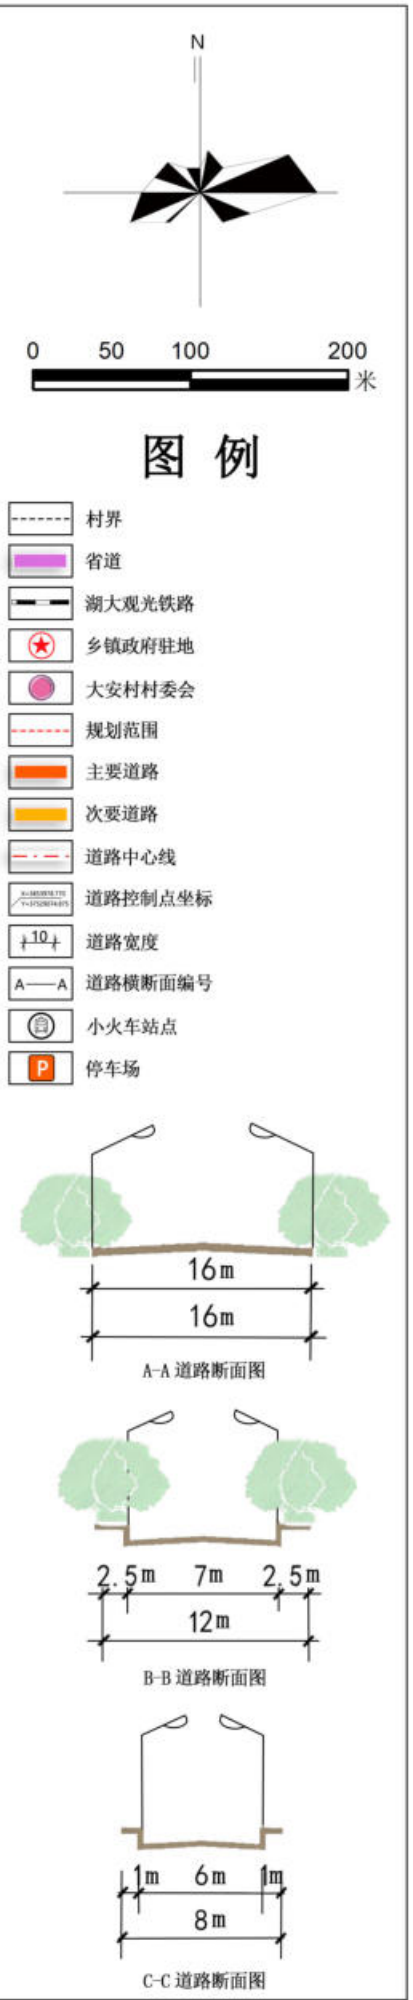 N
0 50 100 200
米
图 例
村界
省道
湖大观光铁路
乡镇政府驻地
大安村村委会
规划范围
主要道路
次要道路
道路中心线
道路控制点坐标
10 道路宽度
A——A 道路横断面编号
小火车站点
P 停车场
16m
16m
A-A 道路断面图
2.5m 7m 2.5m
12m
B-B 道路断面图
1m 6m 1m
8m
C-C 道路断面图